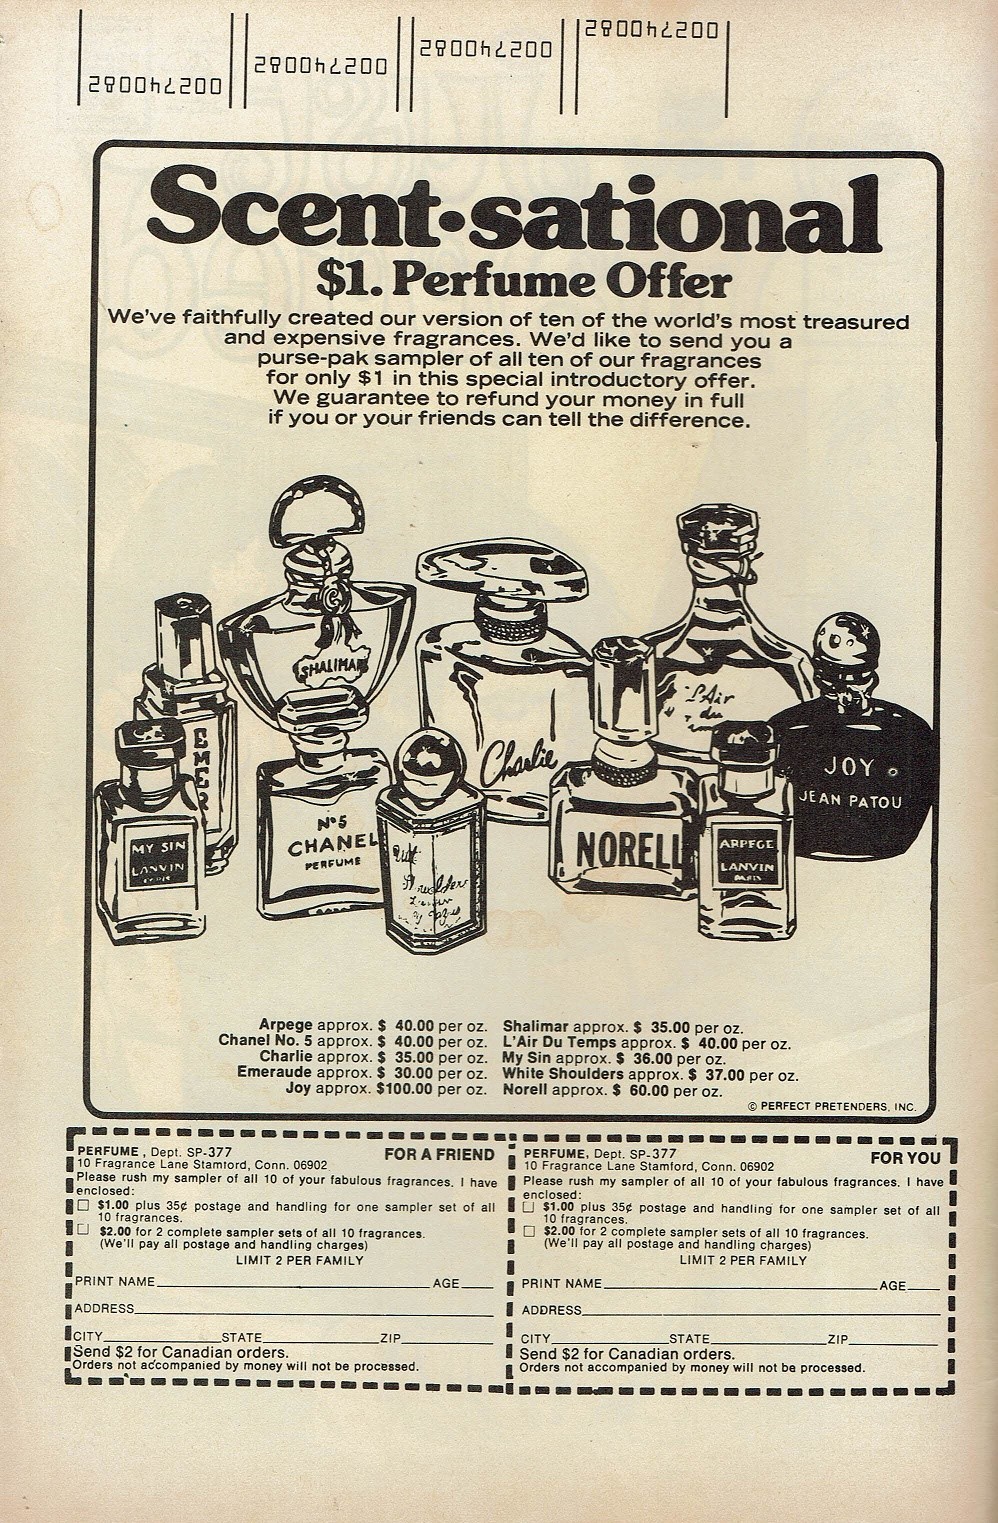 002740082
002740082
002740082
002740082
Scent•sational
$1. Perfume Offer
We've faithfully created our version of ten of the world's most treasured
and expensive fragrances. We'd like to send you a
purse-pak sampler of all ten of our fragrances
for only $1 in this special introductory offer.
We guarantee to refund your money in full
if you or your friends can tell the difference.
SHALIMAR
EMER
L'Air
du
Charlie
JOY
JEAN PATOU
MY SIN
LANVIN
PARIS
N°5
CHANEL
PERFUME
NORELL
ARPEGE
LANVIN
PARIS
Shoulders
Arpege approx. $ 40.00 per oz.
Chanel No. 5 approx. $ 40.00 per oz.
Charlie approx. $ 35.00 per oz.
Emeraude approx. $ 30.00 per oz.
Joy approx. $100.00 per oz.
Shalimar approx. $ 35.00 per oz.
L'Air Du Temps approx. $ 40.00 per oz.
My Sin approx. $ 36.00 per oz.
White Shoulders approx. $ 37.00 per oz.
Norell approx. $ 60.00 per oz.
© PERFECT PRETENDERS, INC.
PERFUME, Dept. SP-377 FOR A FRIEND
10 Fragrance Lane Stamford, Conn. 06902
Please rush my sampler of all 10 of your fabulous fragrances. I have
enclosed:
☐ $1.00 plus 35¢ postage and handling for one sampler set of all
10 fragrances.
☐ $2.00 for 2 complete sampler sets of all 10 fragrances.
(We'll pay all postage and handling charges)
LIMIT 2 PER FAMILY
PRINT NAME AGE
ADDRESS
CITY STATE ZIP
Send $2 for Canadian orders.
Orders not accompanied by money will not be processed.
PERFUME, Dept. SP-377 FOR YOU
10 Fragrance Lane Stamford, Conn. 06902
Please rush my sampler of all 10 of your fabulous fragrances. I have
enclosed:
☐ $1.00 plus 35¢ postage and handling for one sampler set of all
10 fragrances.
☐ $2.00 for 2 complete sampler sets of all 10 fragrances.
(We'll pay all postage and handling charges)
LIMIT 2 PER FAMILY
PRINT NAME AGE
ADDRESS
CITY STATE ZIP
Send $2 for Canadian orders.
Orders not accompanied by money will not be processed.